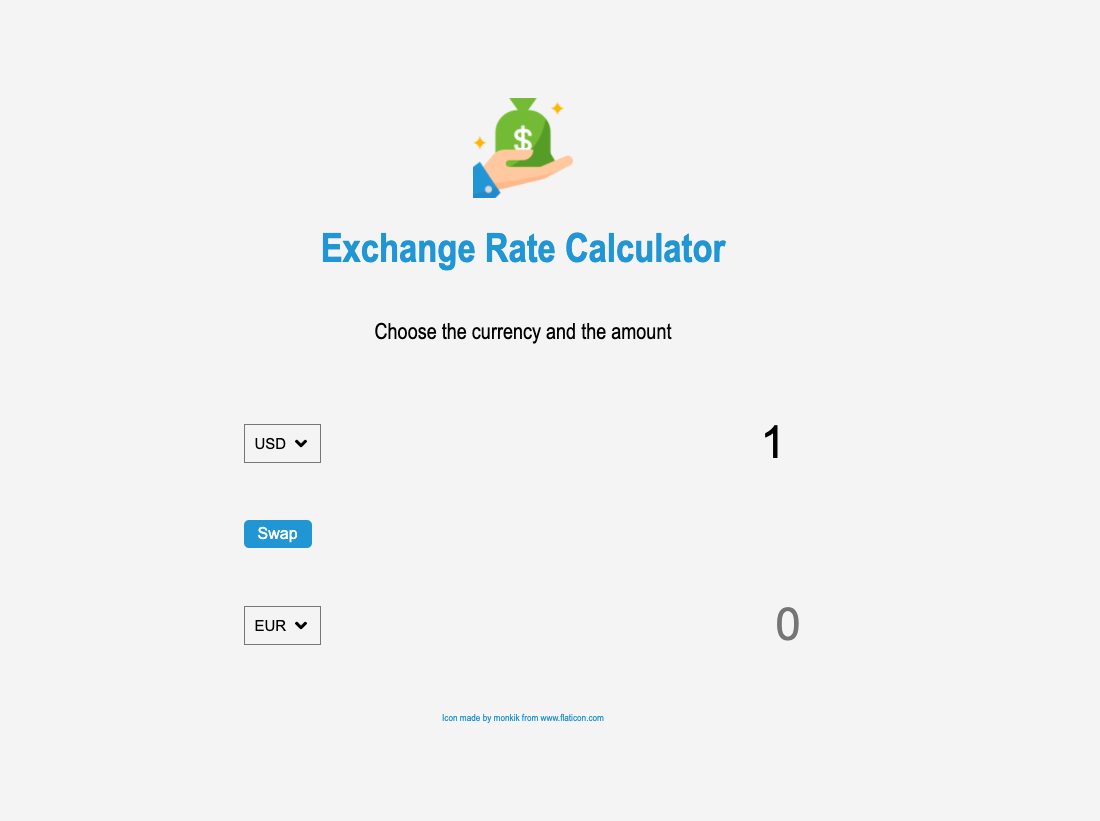 $
Exchange Rate Calculator
Choose the currency and the amount
USD
1
Swap
EUR
0
Icon made by monkik from www.flaticon.com